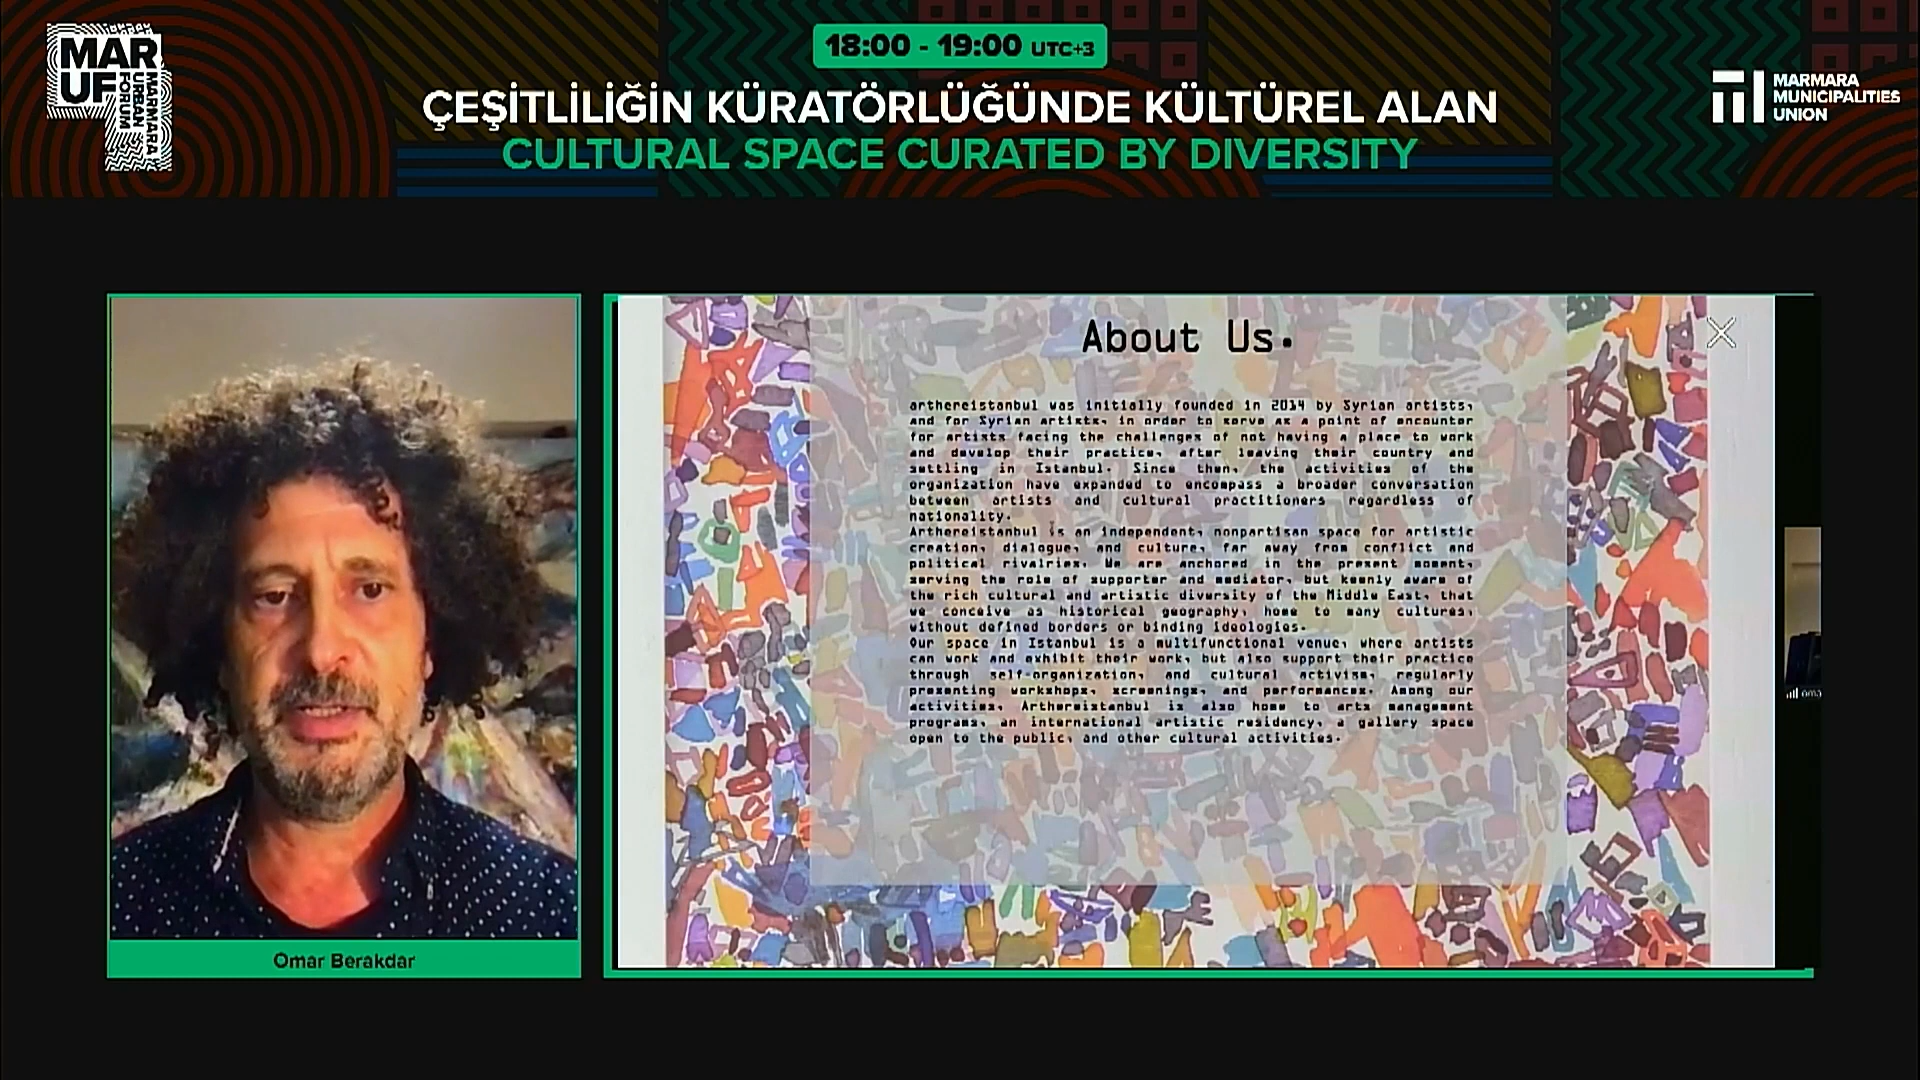 MAR
UF
MARMARA
URBAN
FORUM
18:00 - 19:00 UTC+3
ÇEŞİTLİLİĞİN KÜRATÖRLÜĞÜNDE KÜLTÜREL ALAN
CULTURAL SPACE CURATED BY DIVERSITY
MARMARA
MUNICIPALITIES
UNION
Omar Berakdar
About Us.
arthereistanbul was initially founded in 2014 by Syrian artists,
and for Syrian artists, in order to serve as a point of encounter
for artists facing the challenges of not having a place to work
and develop their practice, after leaving their country and
settling in Istanbul. Since then, the activities of the
organization have expanded to encompass a broader conversation
between artists and cultural practitioners regardless of
nationality.
Arthereistanbul is an independent, nonpartisan space for artistic
creation, dialogue, and culture, far away from conflict and
political rivalries. We are anchored in the present moment,
serving the role of supporter and mediator, but keenly aware of
the rich cultural and artistic diversity of the Middle East, that
we conceive as historical geography, home to many cultures,
without defined borders or binding ideologies.
Our space in Istanbul is a multifunctional venue, where artists
can work and exhibit their work, but also support their practice
through self-organization, and cultural activism, regularly
presenting workshops, screenings, and performances. Among our
activities, Arthereistanbul is also home to arts management
programs, an international artistic residency, a gallery space
open to the public, and other cultural activities.